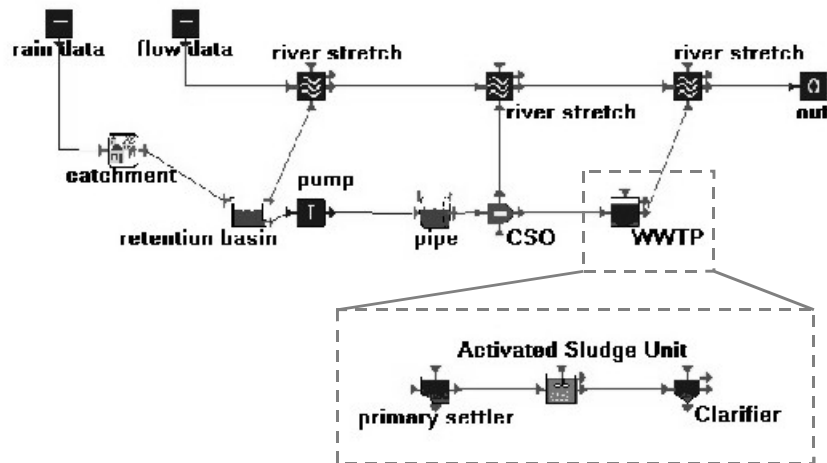 rain data
flow data
river stretch
river stretch
river stretch
out
catchment
pump
retention basin
pipe
CSO
WWTP
Activated Sludge Unit
primary settler
Clarifier